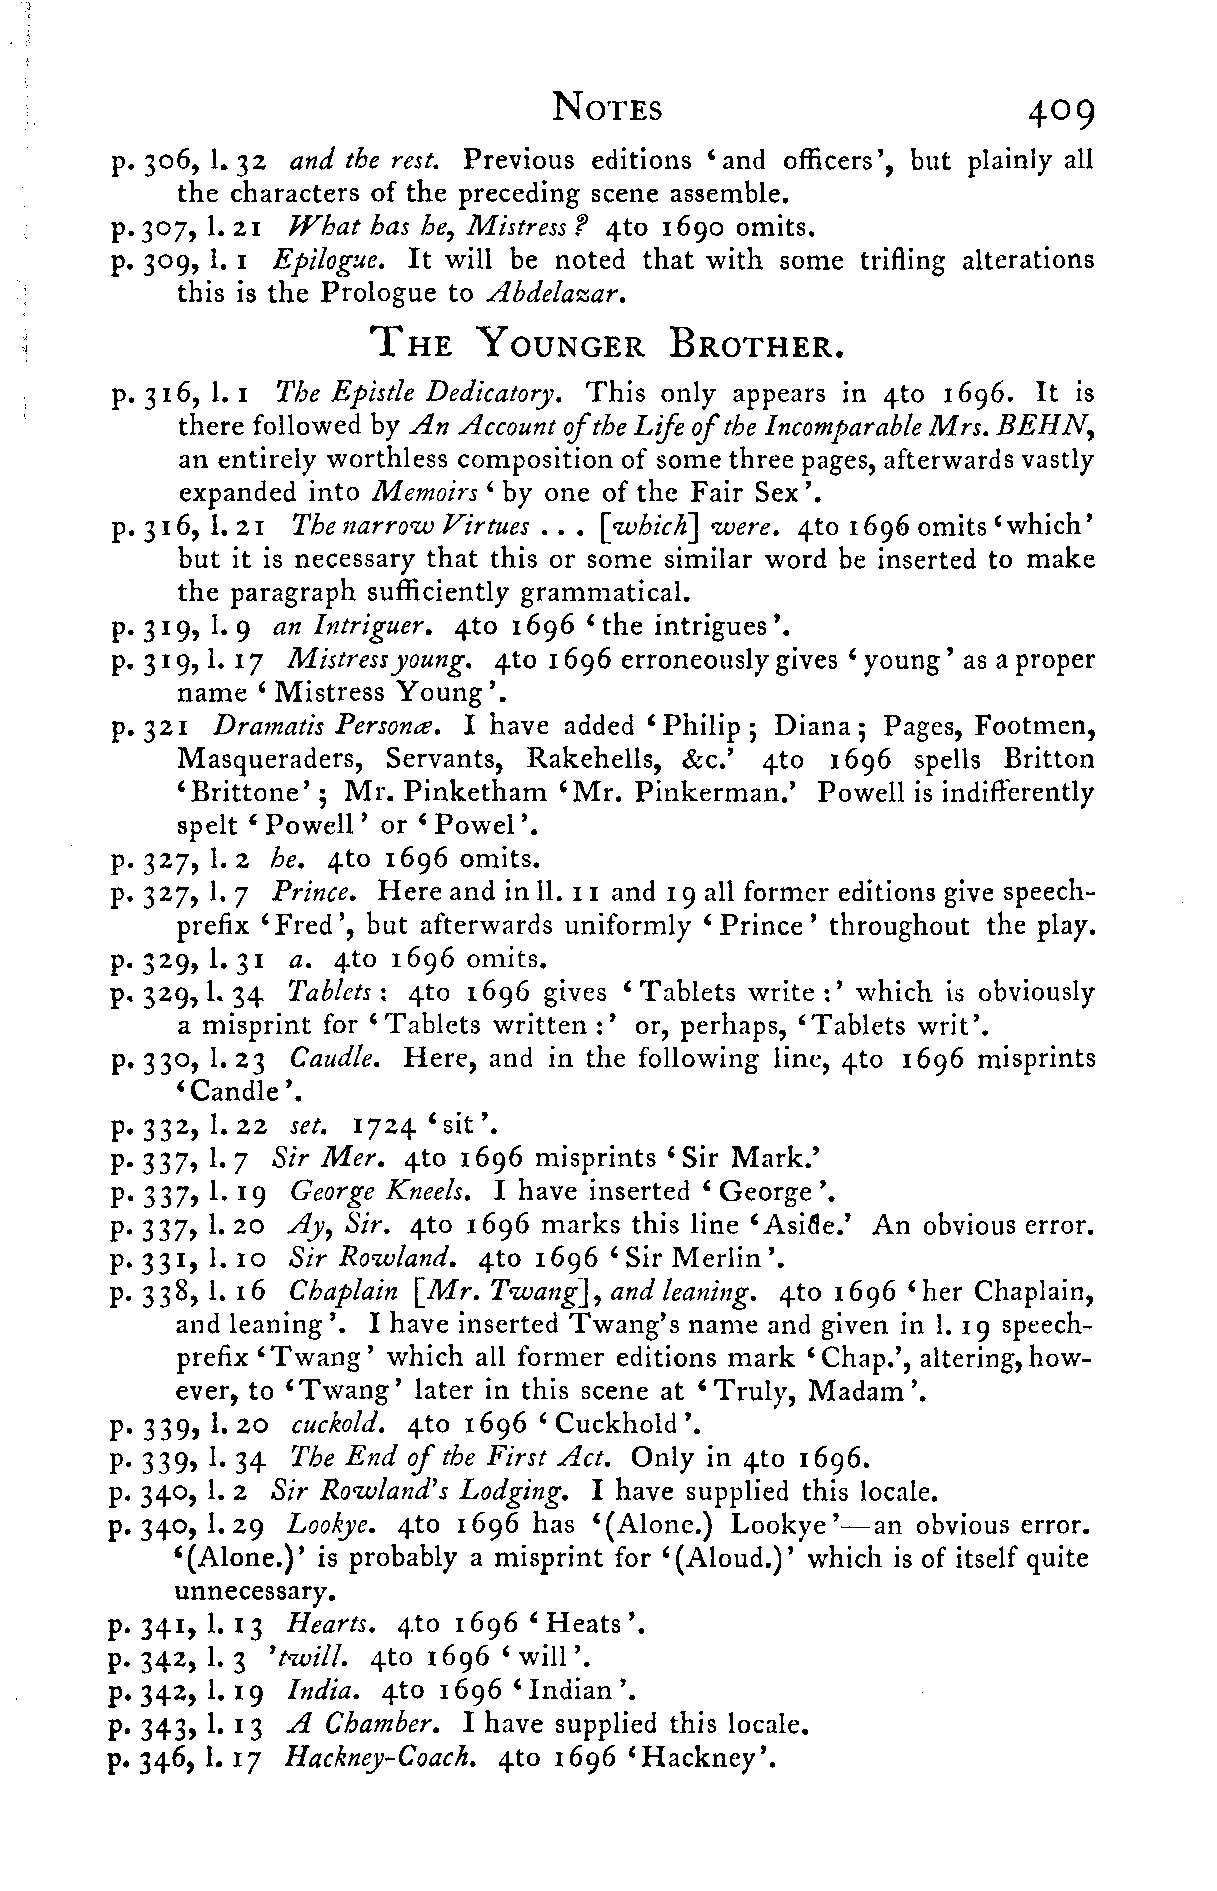 NOTES 409
p. 306, l. 32 and the rest. Previous editions ‘and officers’, but plainly all
the characters of the preceding scene assemble.
p. 307, l. 21 What has he, Mistress? 4to 1690 omits.
p. 309, l. 1 Epilogue. It will be noted that with some trifling alterations
this is the Prologue to Abdelazar.
THE YOUNGER BROTHER.
p. 316, l. 1 The Epistle Dedicatory. This only appears in 4to 1696. It is
there followed by An Account of the Life of the Incomparable Mrs. BEHN,
an entirely worthless composition of some three pages, afterwards vastly
expanded into Memoirs ‘by one of the Fair Sex’.
p. 316, l. 21 The narrow Virtues . . . [which] were. 4to 1696 omits ‘which’
but it is necessary that this or some similar word be inserted to make
the paragraph sufficiently grammatical.
p. 319, l. 9 an Intriguer. 4to 1696 ‘the intrigues’.
p. 319, l. 17 Mistress young. 4to 1696 erroneously gives ‘young’ as a proper
name ‘Mistress Young’.
p. 321 Dramatis Personæ. I have added ‘Philip; Diana; Pages, Footmen,
Masqueraders, Servants, Rakehells, &c.’ 4to 1696 spells Britton
‘Brittone’; Mr. Pinketham ‘Mr. Pinkerman.’ Powell is indifferently
spelt ‘Powell’ or ‘Powel’.
p. 327, l. 2 he. 4to 1696 omits.
p. 327, l. 7 Prince. Here and in ll. 11 and 19 all former editions give speech-
prefix ‘Fred’, but afterwards uniformly ‘Prince’ throughout the play.
p. 329, l. 31 a. 4to 1696 omits.
p. 329, l. 34 Tablets: 4to 1696 gives ‘Tablets write:’ which is obviously
a misprint for ‘Tablets written:’ or, perhaps, ‘Tablets writ’.
p. 330, l. 23 Caudle. Here, and in the following line, 4to 1696 misprints
‘Candle’.
p. 332, l. 22 set. 1724 ‘sit’.
p. 337, l. 7 Sir Mer. 4to 1696 misprints ‘Sir Mark.’
p. 337, l. 19 George Kneels. I have inserted ‘George’.
p. 337, l. 20 Ay, Sir. 4to 1696 marks this line ‘Aside.’ An obvious error.
p. 331, l. 10 Sir Rowland. 4to 1696 ‘Sir Merlin’.
p. 338, l. 16 Chaplain [Mr. Twang], and leaning. 4to 1696 ‘her Chaplain,
and leaning’. I have inserted Twang’s name and given in l. 19 speech-
prefix ‘Twang’ which all former editions mark ‘Chap.’, altering, how-
ever, to ‘Twang’ later in this scene at ‘Truly, Madam’.
p. 339, l. 20 cuckold. 4to 1696 ‘Cuckhold’.
p. 339, l. 34 The End of the First Act. Only in 4to 1696.
p. 340, l. 2 Sir Rowland’s Lodging. I have supplied this locale.
p. 340, l. 29 Lookye. 4to 1696 has ‘(Alone.) Lookye’—an obvious error.
‘(Alone.)’ is probably a misprint for ‘(Aloud.)’ which is of itself quite
unnecessary.
p. 341, l. 13 Hearts. 4to 1696 ‘Heats’.
p. 342, l. 3 ’twill. 4to 1696 ‘will’.
p. 342, l. 19 India. 4to 1696 ‘Indian’.
p. 343, l. 13 A Chamber. I have supplied this locale.
p. 346, l. 17 Hackney-Coach. 4to 1696 ‘Hackney’.